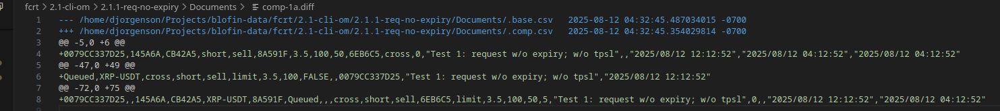 fcrt > 2.1-cli-om > 2.1.1-req-no-expiry > Documents > comp-1a.diff
1 --- /home/djorgenson/Projects/blofin-data/fcrt/2.1-cli-om/2.1.1-req-no-expiry/Documents/.base.csv 2025-08-12 04:32:45.487034015 -0700
2 +++ /home/djorgenson/Projects/blofin-data/fcrt/2.1-cli-om/2.1.1-req-no-expiry/Documents/.comp.csv 2025-08-12 04:32:45.354029814 -0700
3 @@ -5,0 +6 @@
4 +0079CC337D25,145A6A,CB42A5,short,sell,8A591F,3.5,100,50,6EB6C5,cross,0,"Test 1: request w/o expiry; w/o tpsl",,"2025/08/12 12:12:52","2025/08/12 04:12:52","2025/08/12 04:12:52"
5 @@ -47,0 +49 @@
6 +Queued,XRP-USDT,cross,short,sell,limit,3.5,100,FALSE,,0079CC337D25,"Test 1: request w/o expiry; w/o tpsl","2025/08/12 12:12:52"
7 @@ -72,0 +75 @@
8 +0079CC337D25,,145A6A,CB42A5,XRP-USDT,8A591F,Queued,,,cross,short,sell,6EB6C5,limit,3.5,100,50,5,"Test 1: request w/o expiry; w/o tpsl",0,,"2025/08/12 12:12:52","2025/08/12 04:12:52"